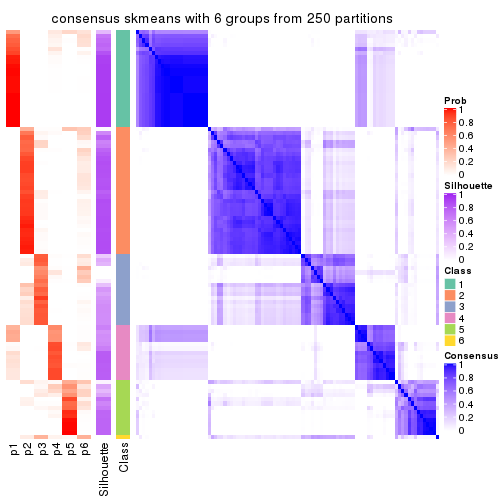 consensus skmeans with 6 groups from 250 partitions
Prob
1
0.8
0.6
0.4
0.2
0
Silhouette
1
0.8
0.6
0.4
0.2
0
Class
1
2
3
4
5
6
Consensus
1
0.8
0.6
0.4
0.2
0
p1
p2
p3
p4
p5
p6
Silhouette
Class